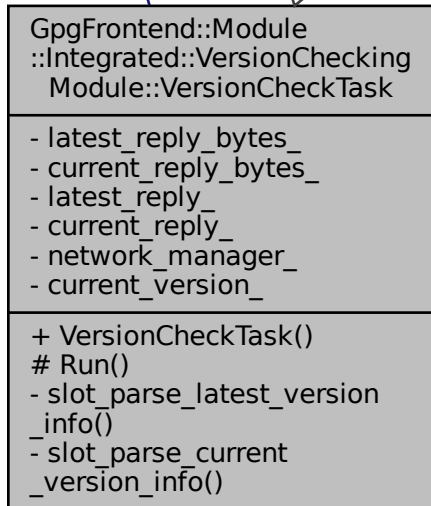 GpgFrontend::Module
::Integrated::VersionChecking
Module::VersionCheckTask
- latest_reply_bytes_
- current_reply_bytes_
- latest_reply_
- current_reply_
- network_manager_
- current_version_
+ VersionCheckTask()
# Run()
- slot_parse_latest_version
_info()
- slot_parse_current
_version_info()